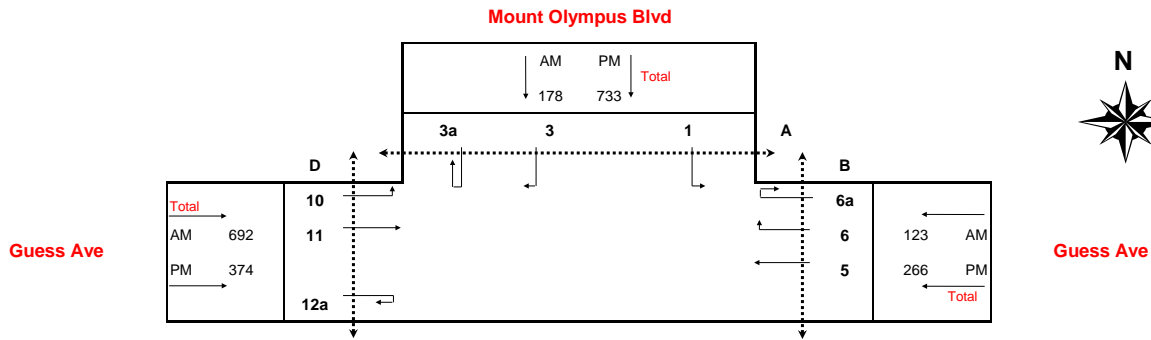 Mount Olympus Blvd
AM PM
Total
178 733
N
3a 3 1 A
D B
10 6a
Total
AM 692
11 6 123 AM
Guess Ave Guess Ave
PM 374 5 266 PM
12a Total